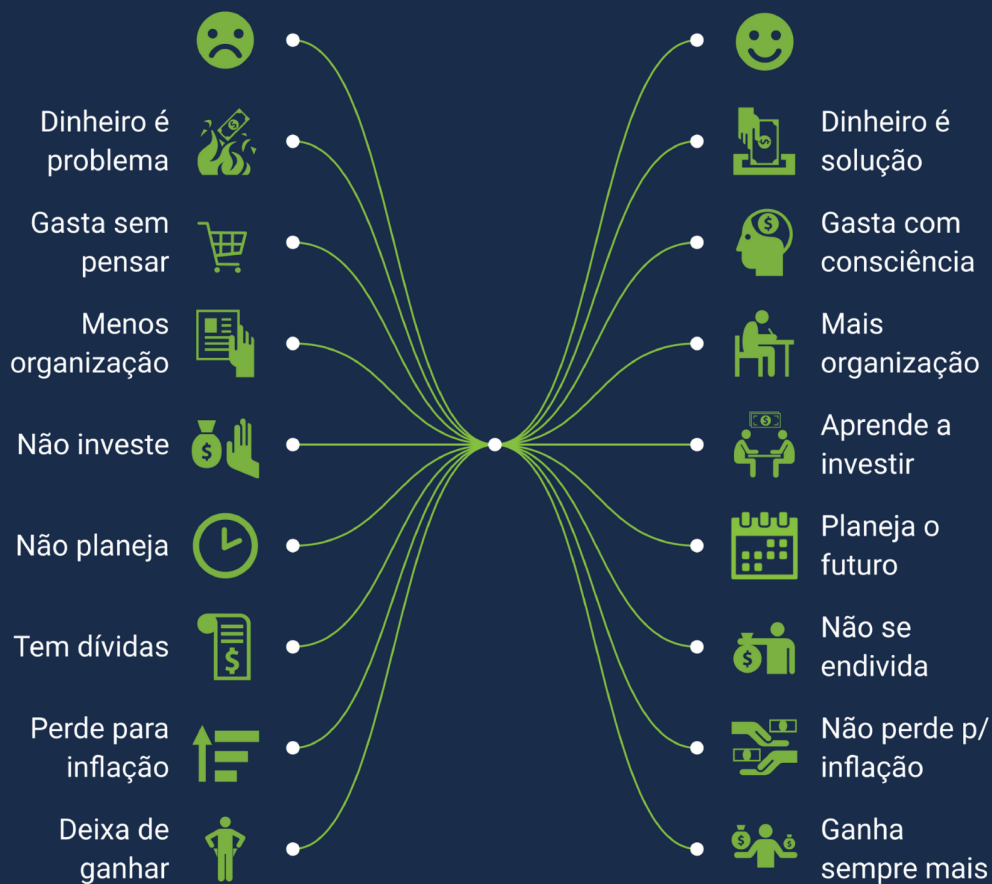 Dinheiro é
problema
Dinheiro é
solução
Gasta sem
pensar
Gasta com
consciência
Menos
organização
Mais
organização
Não investe
Aprende a
investir
Não planeja
Planeja o
futuro
Tem dívidas
Não se
endivida
Perde para
inflação
Não perde p/
inflação
Deixa de
ganhar
Ganha
sempre mais